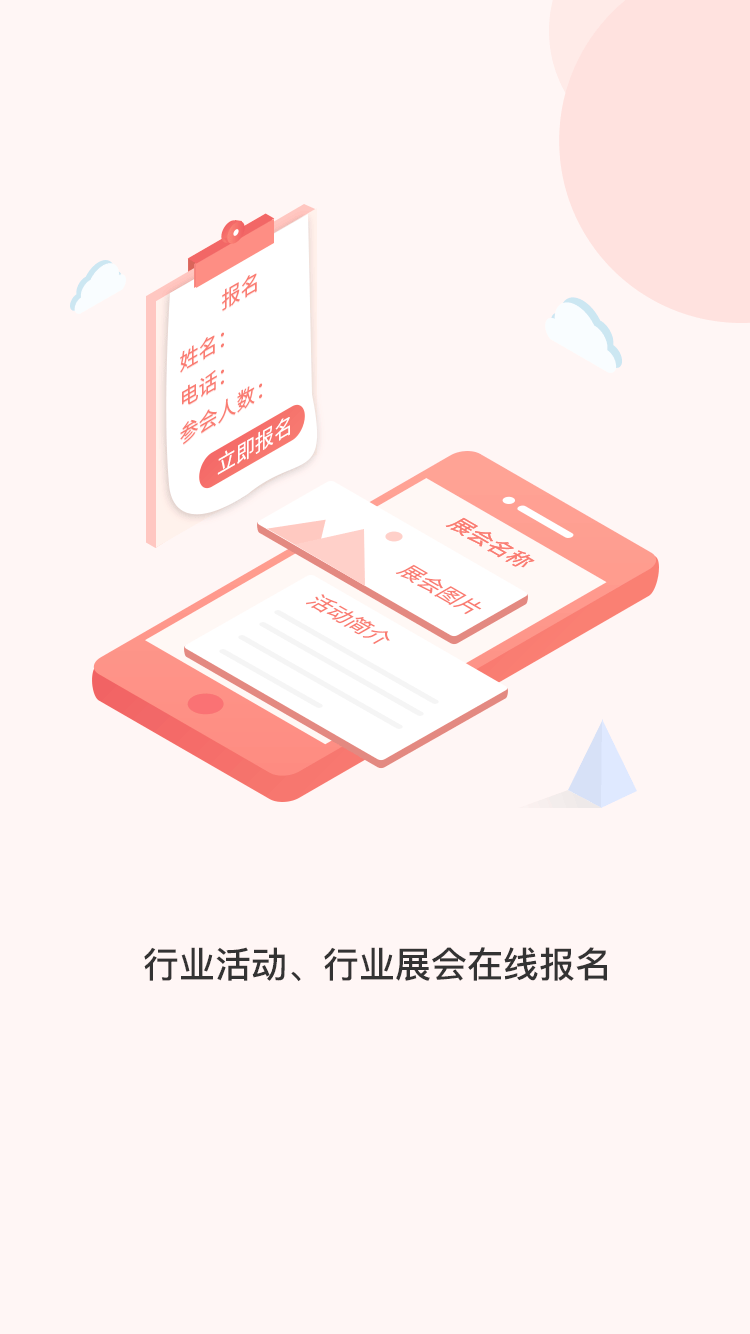 报名
姓名：
电话：
参会人数：
立即报名
展会名称
展会图片
活动简介
行业活动、行业展会在线报名